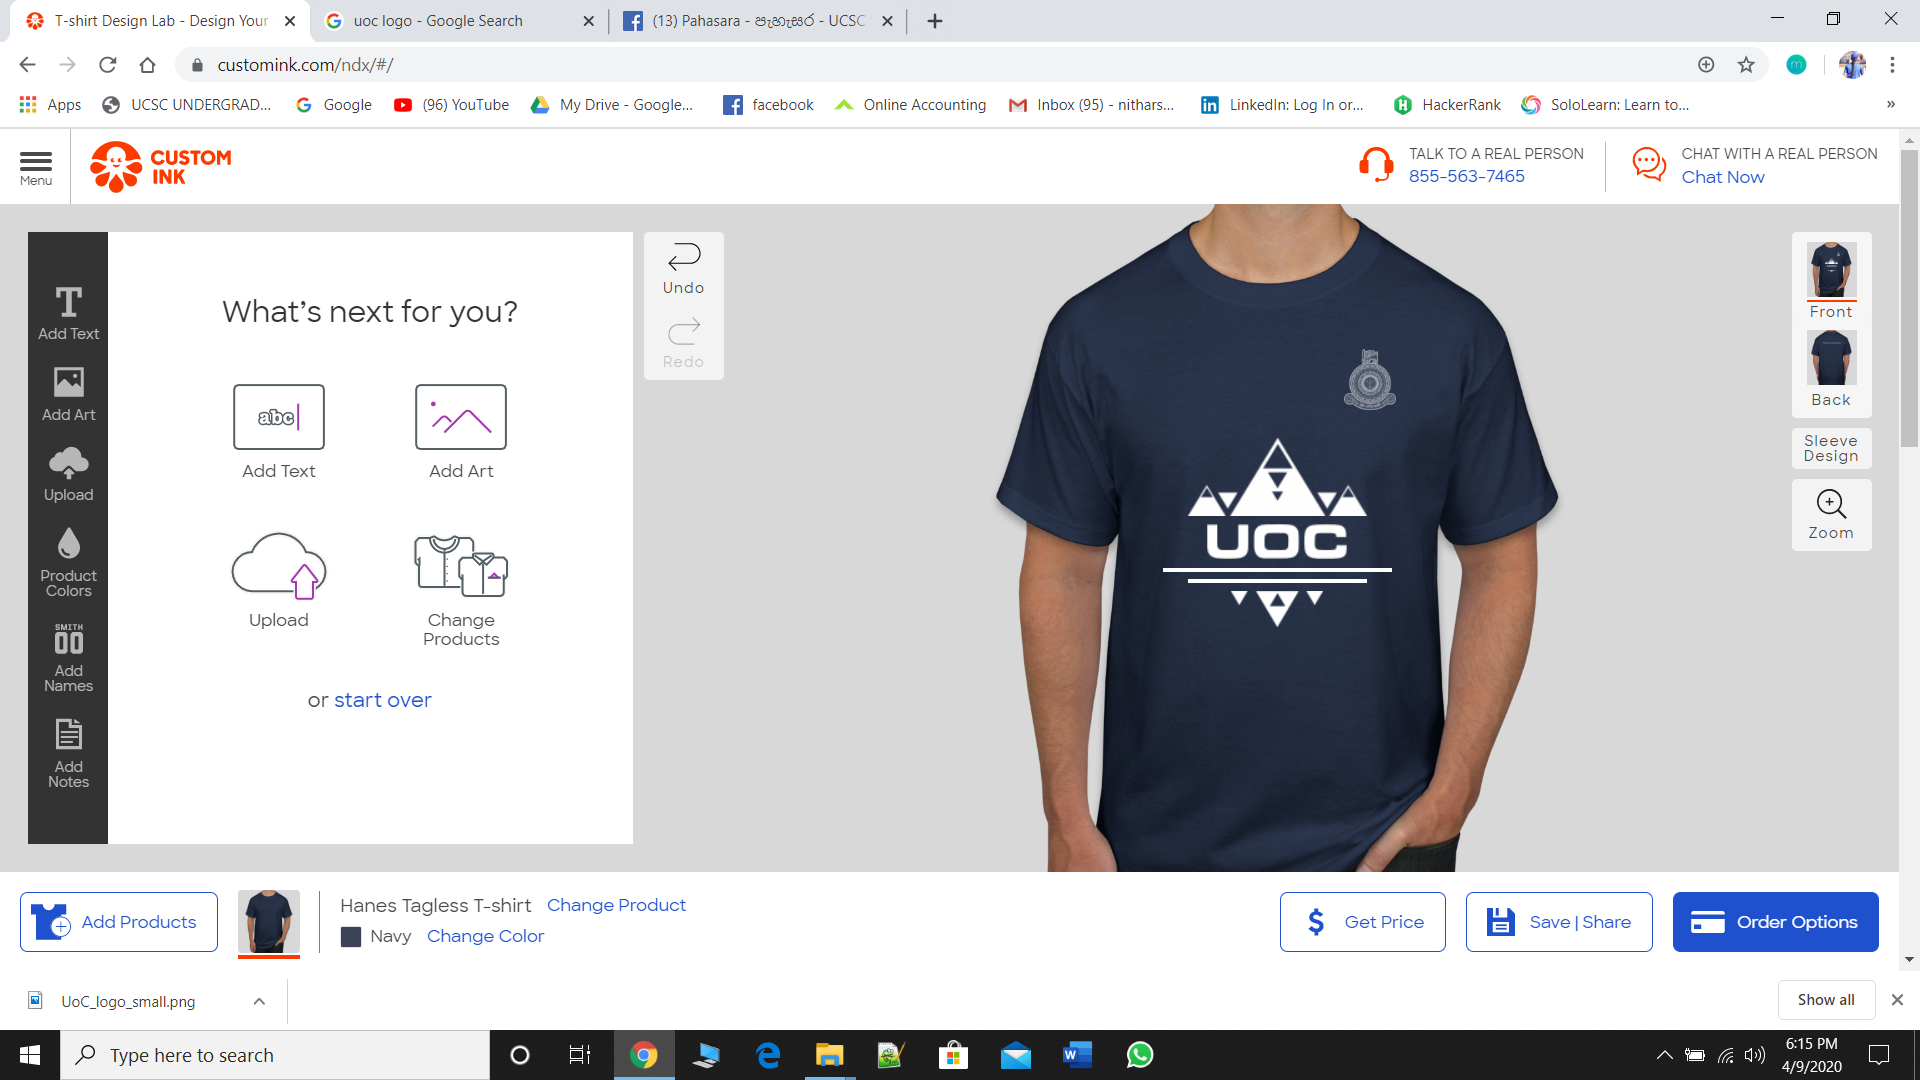 T-shirt Design Lab - Design Your
uoc logo - Google Search
(13) Pahasara - පැහැසර - UCSC
customink.com/ndx/#/
Apps
UCSC UNDERGRAD...
Google
(96) YouTube
My Drive - Google...
facebook
Online Accounting
Inbox (95) - nithars...
LinkedIn: Log In or...
HackerRank
SoloLearn: Learn to...
»
Menu
CUSTOM
INK
TALK TO A REAL PERSON
855-563-7465
CHAT WITH A REAL PERSON
Chat Now
Add Text
Add Art
Upload
Product
Colors
SMITH
00
Add
Names
Add
Notes
What's next for you?
abc
Add Text
Add Art
Upload
Change
Products
or start over
Undo
Redo
UOC
Front
Back
Sleeve
Design
Zoom
Add Products
Hanes Tagless T-shirt Change Product
Navy Change Color
$ Get Price
Save | Share
Order Options
UoC_logo_small.png
Show all
Type here to search
6:15 PM
4/9/2020